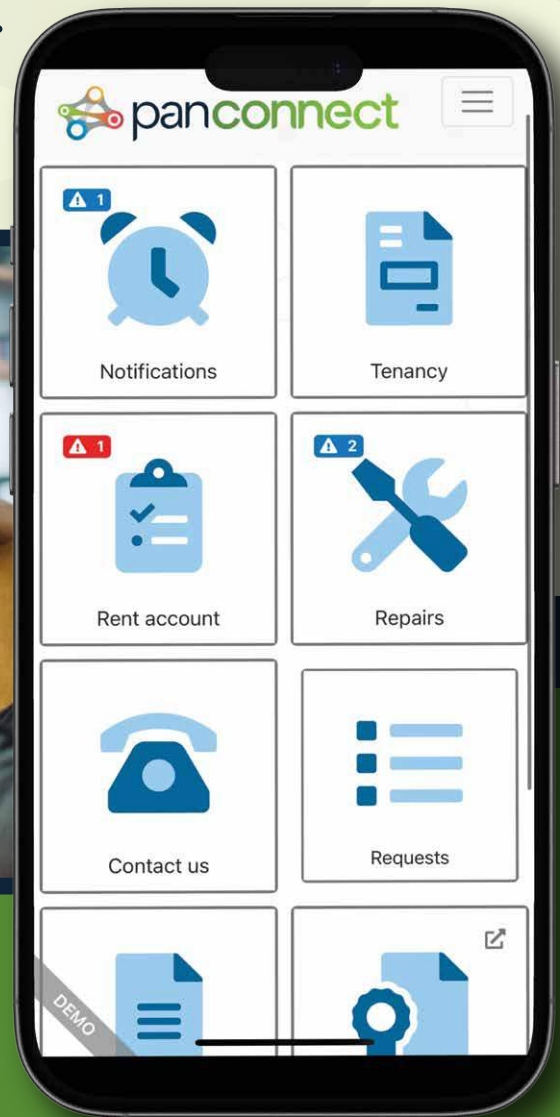 panconnect
1
Notifications
Tenancy
1
Rent account
2
Repairs
Contact us
Requests
DEMO